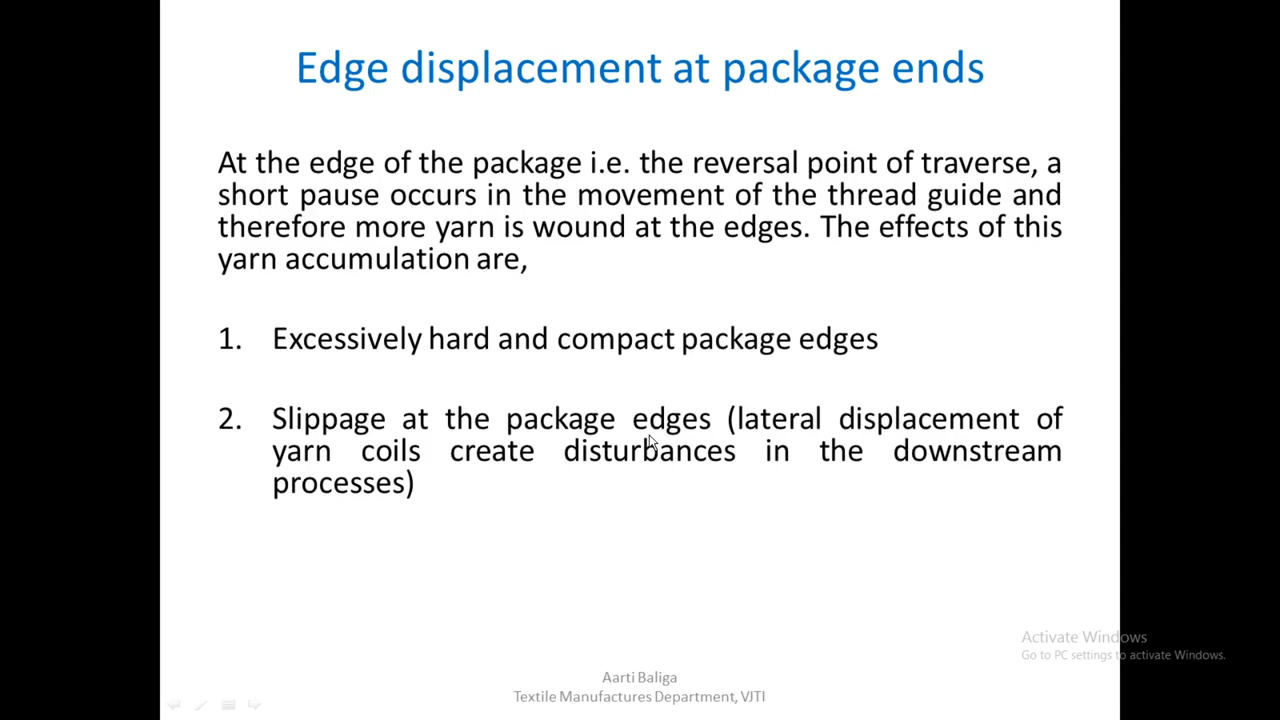 Edge displacement at package ends
At the edge of the package i.e. the reversal point of traverse, a
short pause occurs in the movement of the thread guide and
therefore more yarn is wound at the edges. The effects of this
yarn accumulation are,
1. Excessively hard and compact package edges
2. Slippage at the package edges (lateral displacement of
yarn coils create disturbances in the downstream
processes)
Activate Windows
Go to PC settings to activate Windows.
Aarti Baliga
Textile Manufactures Department, VJTI